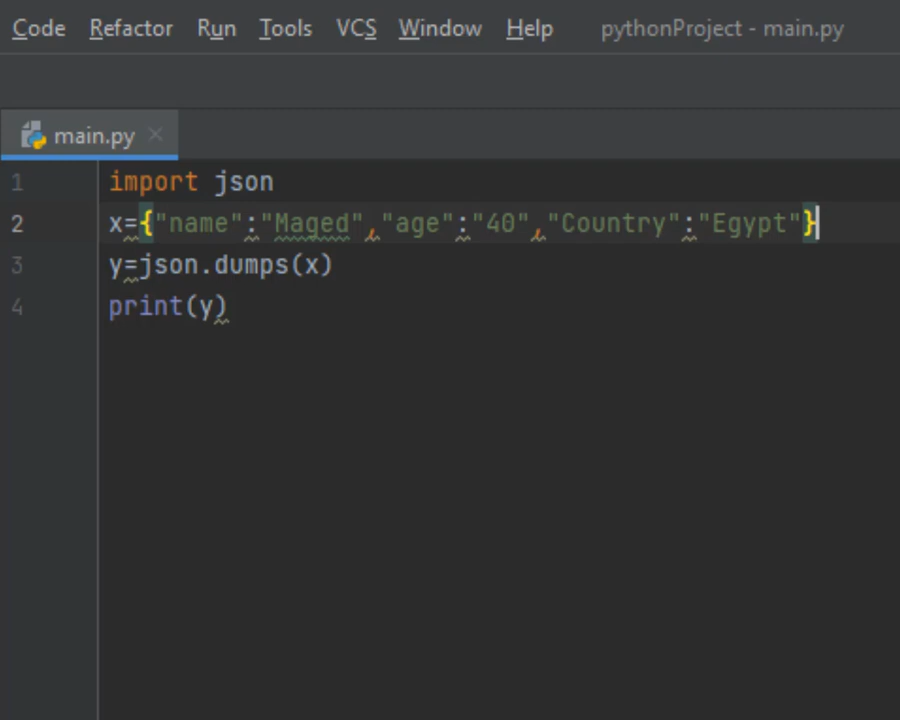 Code Refactor Run Tools VCS Window Help pythonProject - main.py
main.py
1 import json
2 x={"name":"Maged","age":"40","Country":"Egypt"}
3 y=json.dumps(x)
4 print(y)